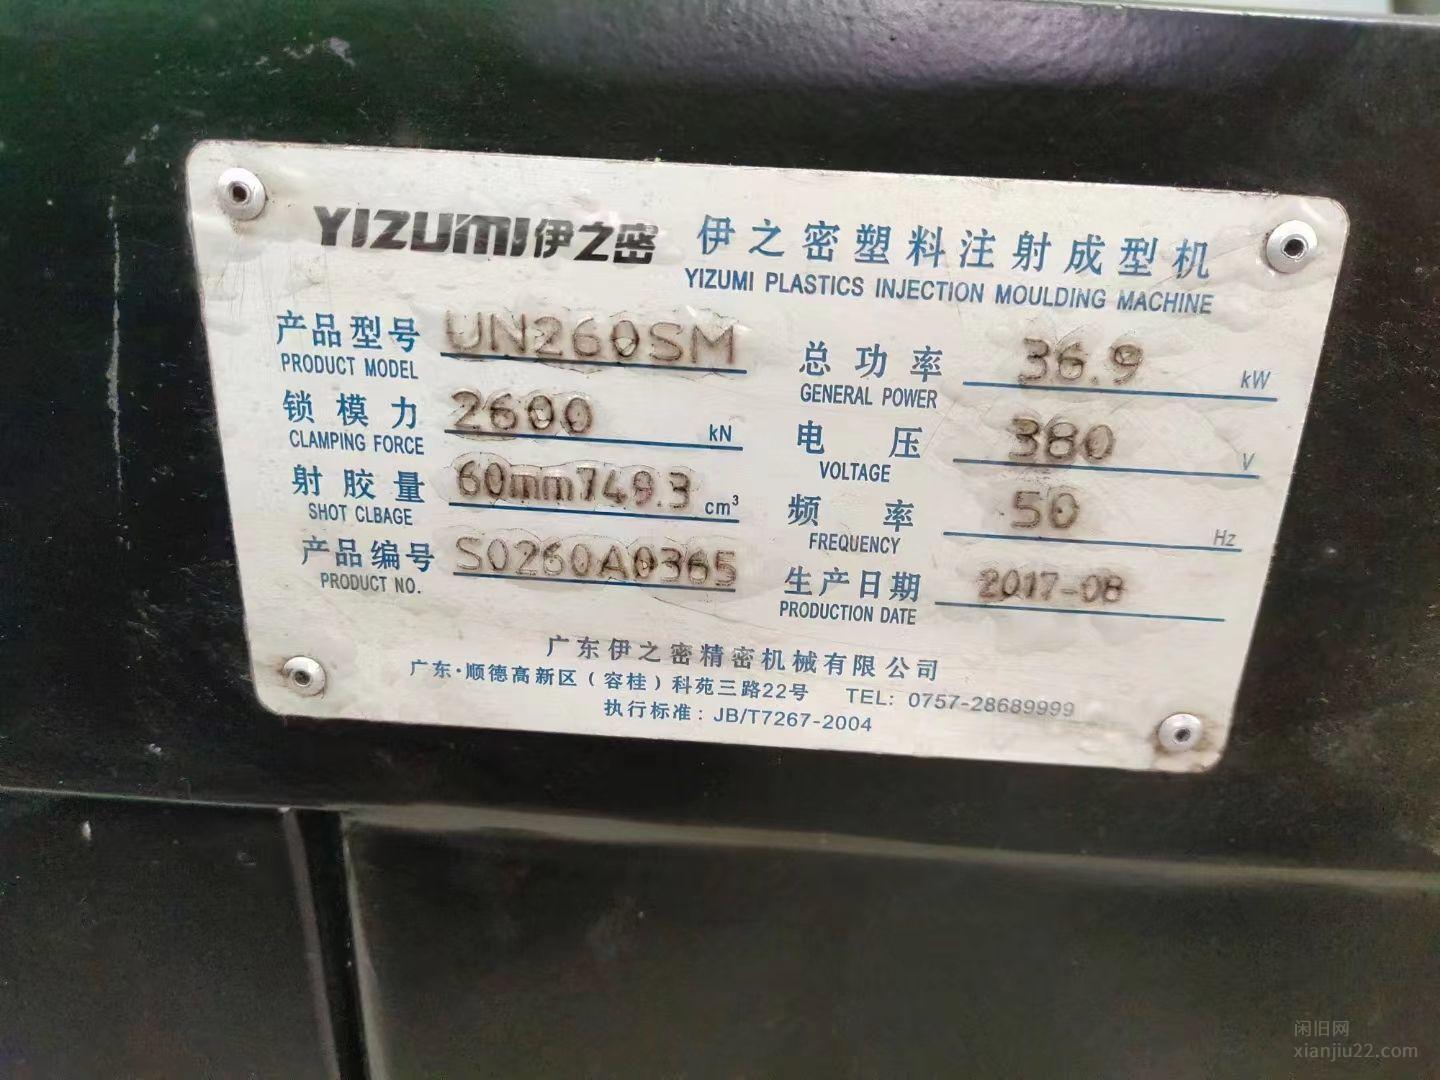 YIZUMI伊之密 伊之密塑料注射成型机
YIZUMI PLASTICS INJECTION MOULDING MACHINE
产品型号 UN260SM
PRODUCT MODEL
总功率 36.9 kW
GENERAL POWER
锁模力 2600 kN
CLAMPING FORCE
电压 380 V
VOLTAGE
射胶量 60mm749.3 cm³
SHOT CLBAGE
频率 50 Hz
FREQUENCY
产品编号 S0260A0365
PRODUCT NO.
生产日期 2017-08
PRODUCTION DATE
广东伊之密精密机械有限公司
广东·顺德高新区（容桂）科苑三路22号 TEL: 0757-28689999
执行标准: JB/T7267-2004
闲旧网
xianjiu22.com